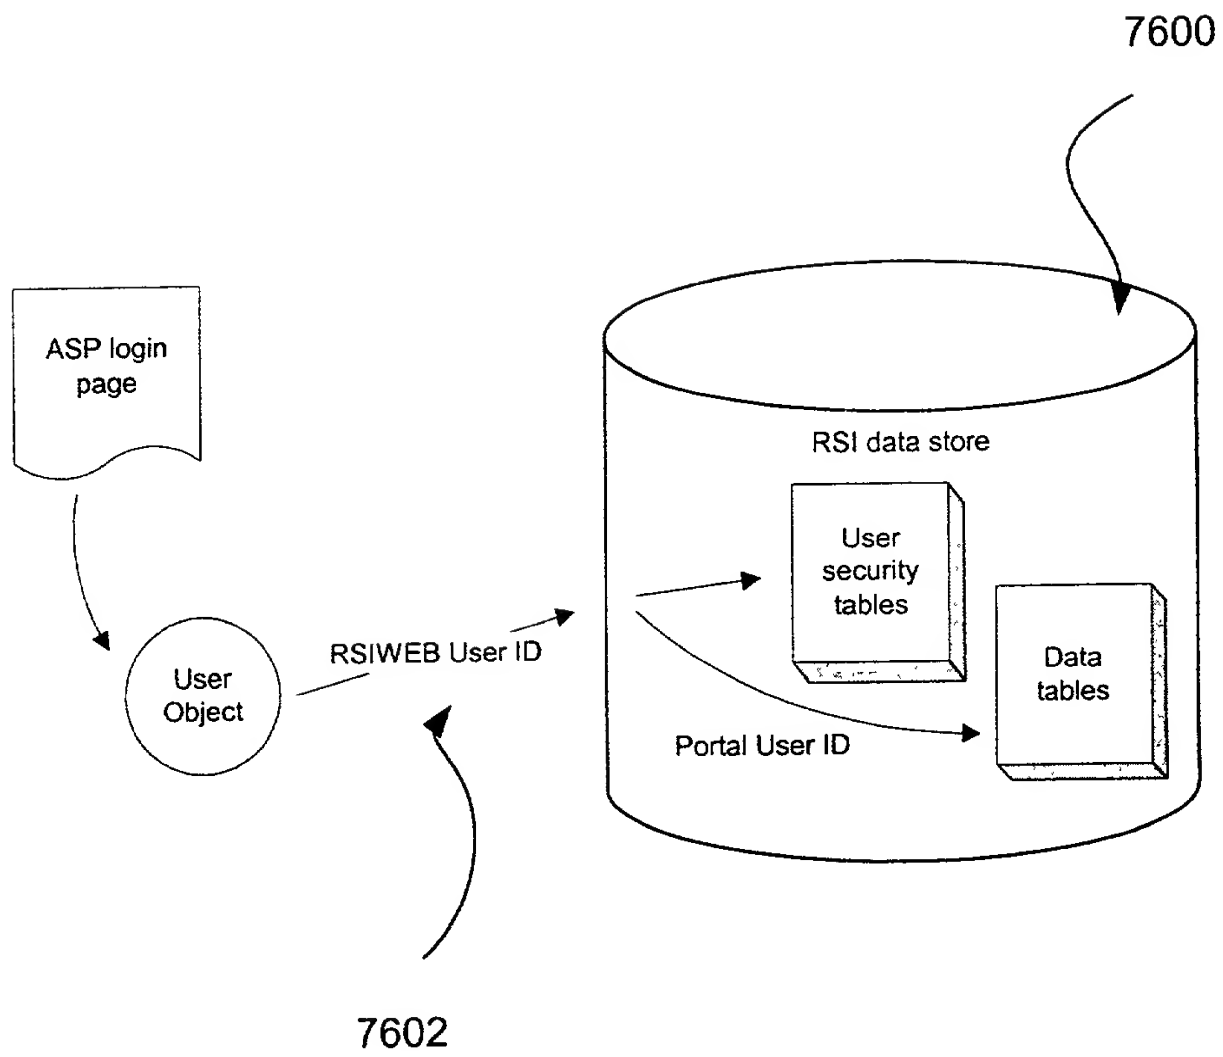 7600
ASP login
page
RSI data store
User
security
tables
RSIWEB User ID
User
Object
Data
tables
Portal User ID
7602